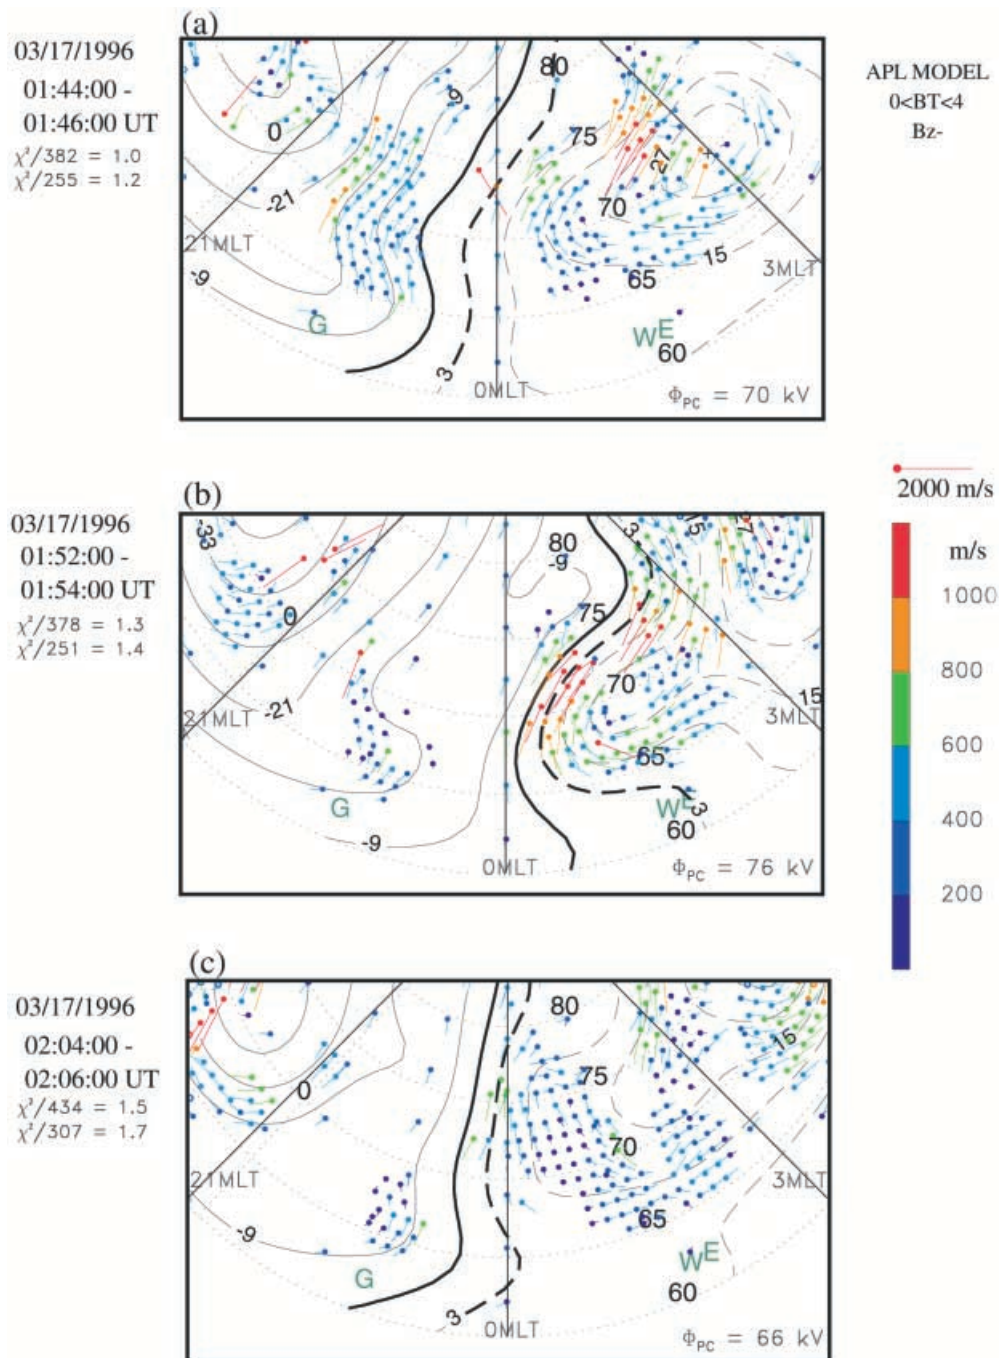 (a)
03/17/1996
01:44:00 -
01:46:00 UT
χ²/382 = 1.0
χ²/255 = 1.2
APL MODEL
0<BT<4
Bz-
80
-9
0
75
27
-21
70
21MLT
15
3MLT
-9
65
G
WE
60
3
0MLT
ΦPC = 70 kV
2000 m/s
m/s
1000
800
600
400
200
(b)
03/17/1996
01:52:00 -
01:54:00 UT
χ²/378 = 1.3
χ²/251 = 1.4
-33
80
3
15
27
-9
0
75
70
-21
15
21MLT
3MLT
65
G
WE
3
60
-9
0MLT
ΦPC = 76 kV
(c)
03/17/1996
02:04:00 -
02:06:00 UT
χ²/434 = 1.5
χ²/307 = 1.7
80
15
75
0
70
21MLT
3MLT
65
-9
G
WE
60
3
0MLT
ΦPC = 66 kV